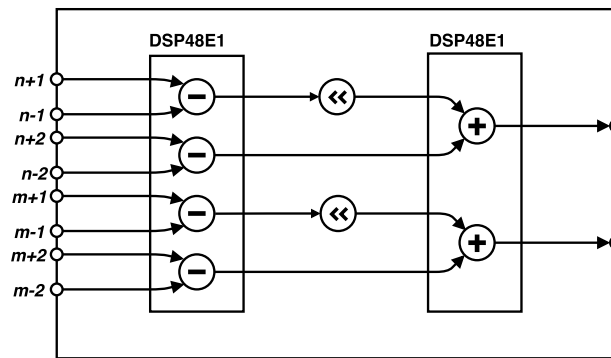 DSP48E1
DSP48E1
n+1
n-1
n+2
n-2
m+1
m-1
m+2
m-2
−
−
−
−
<<
<<
+
+